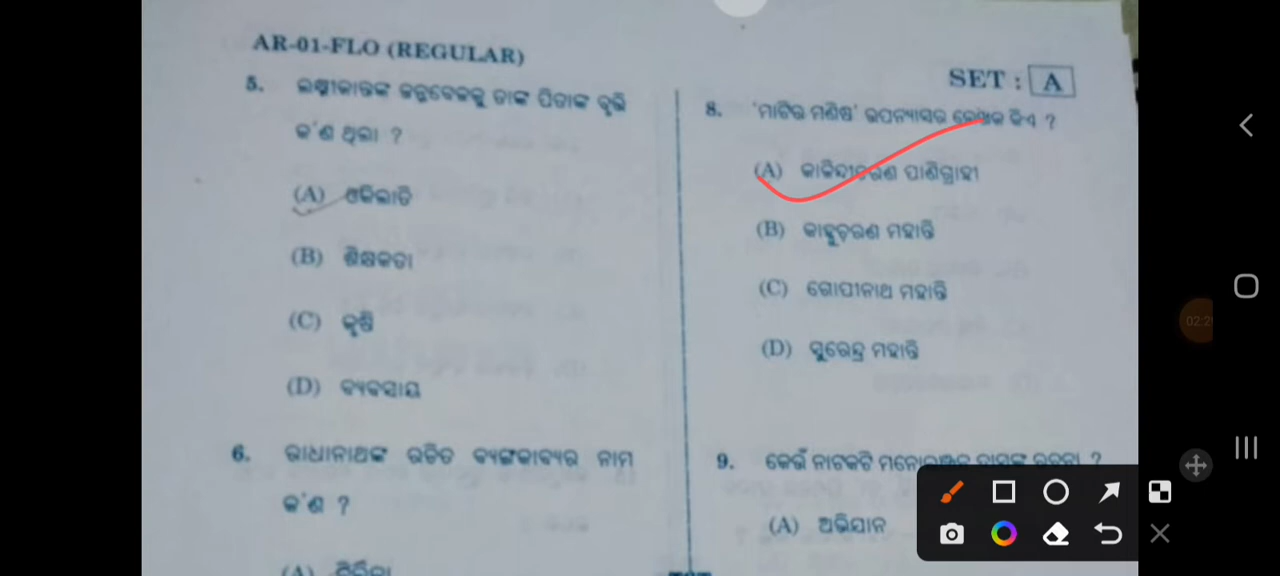 AR-01-FLO (REGULAR)
SET : A
5. ଲକ୍ଷ୍ମୀକାନ୍ତଙ୍କ ଜନ୍ମବେଳକୁ ତାଙ୍କ ପିତାଙ୍କ ବୃତ୍ତି
କ'ଣ ଥିଲା ?
(A) ଓକିଲାତି
(B) ଶିକ୍ଷକତା
(C) କୃଷି
(D) ବ୍ୟବସାୟ
6. ରାଧାନାଥଙ୍କ ରଚିତ ବ୍ୟଙ୍ଗକାବ୍ୟର ନାମ
କ'ଣ ?
(A)
8. 'ମାଟିର ମଣିଷ' ଉପନ୍ୟାସର ଲେଖକ କିଏ ?
(A) କାଳିନ୍ଦୀଚରଣ ପାଣିଗ୍ରାହୀ
(B) କାହ୍ନୁଚରଣ ମହାନ୍ତି
(C) ଗୋପୀନାଥ ମହାନ୍ତି
(D) ସୁରେନ୍ଦ୍ର ମହାନ୍ତି
9. କେଉଁ ନାଟକଟି ମନୋରଞ୍ଜନ ଦାସଙ୍କ ରଚନା ?
(A) ଅଭିଯାନ